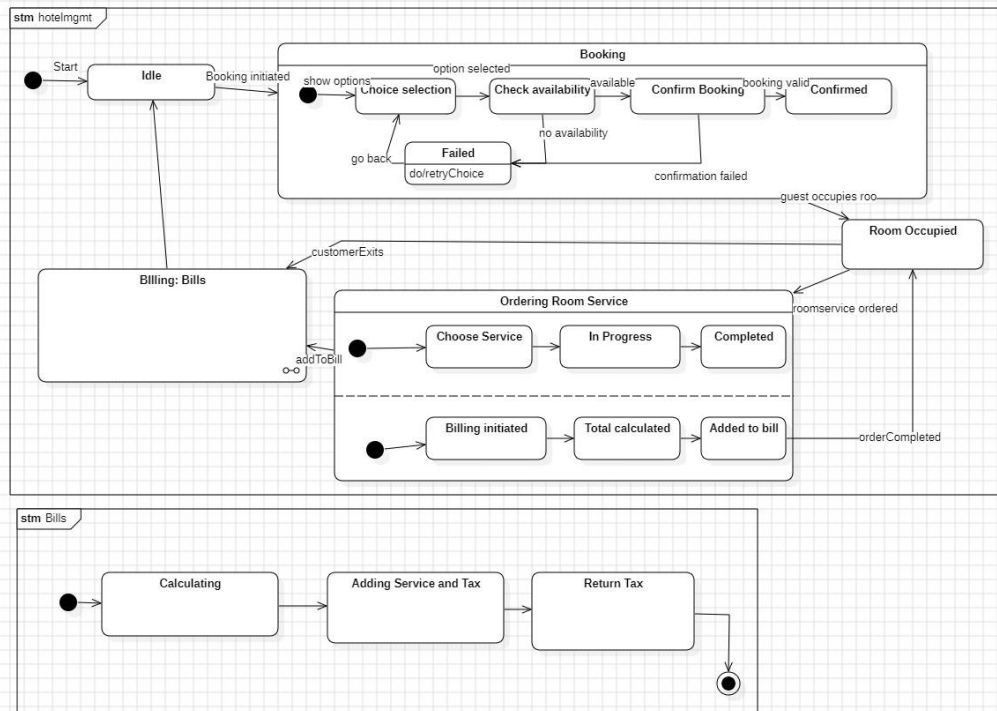 stm hotelmgmt
Start
Idle
Booking initiated
Booking
show options
option selected
Choice selection
Check availability
available
Confirm Booking
booking valid
Confirmed
no availability
go back
Failed
do/retryChoice
confirmation failed
guest occupies roo
Room Occupied
customerExits
BIlling: Bills
Ordering Room Service
roomservice ordered
Choose Service
In Progress
Completed
addToBill
Billing initiated
Total calculated
Added to bill
orderCompleted
stm Bills
Calculating
Adding Service and Tax
Return Tax